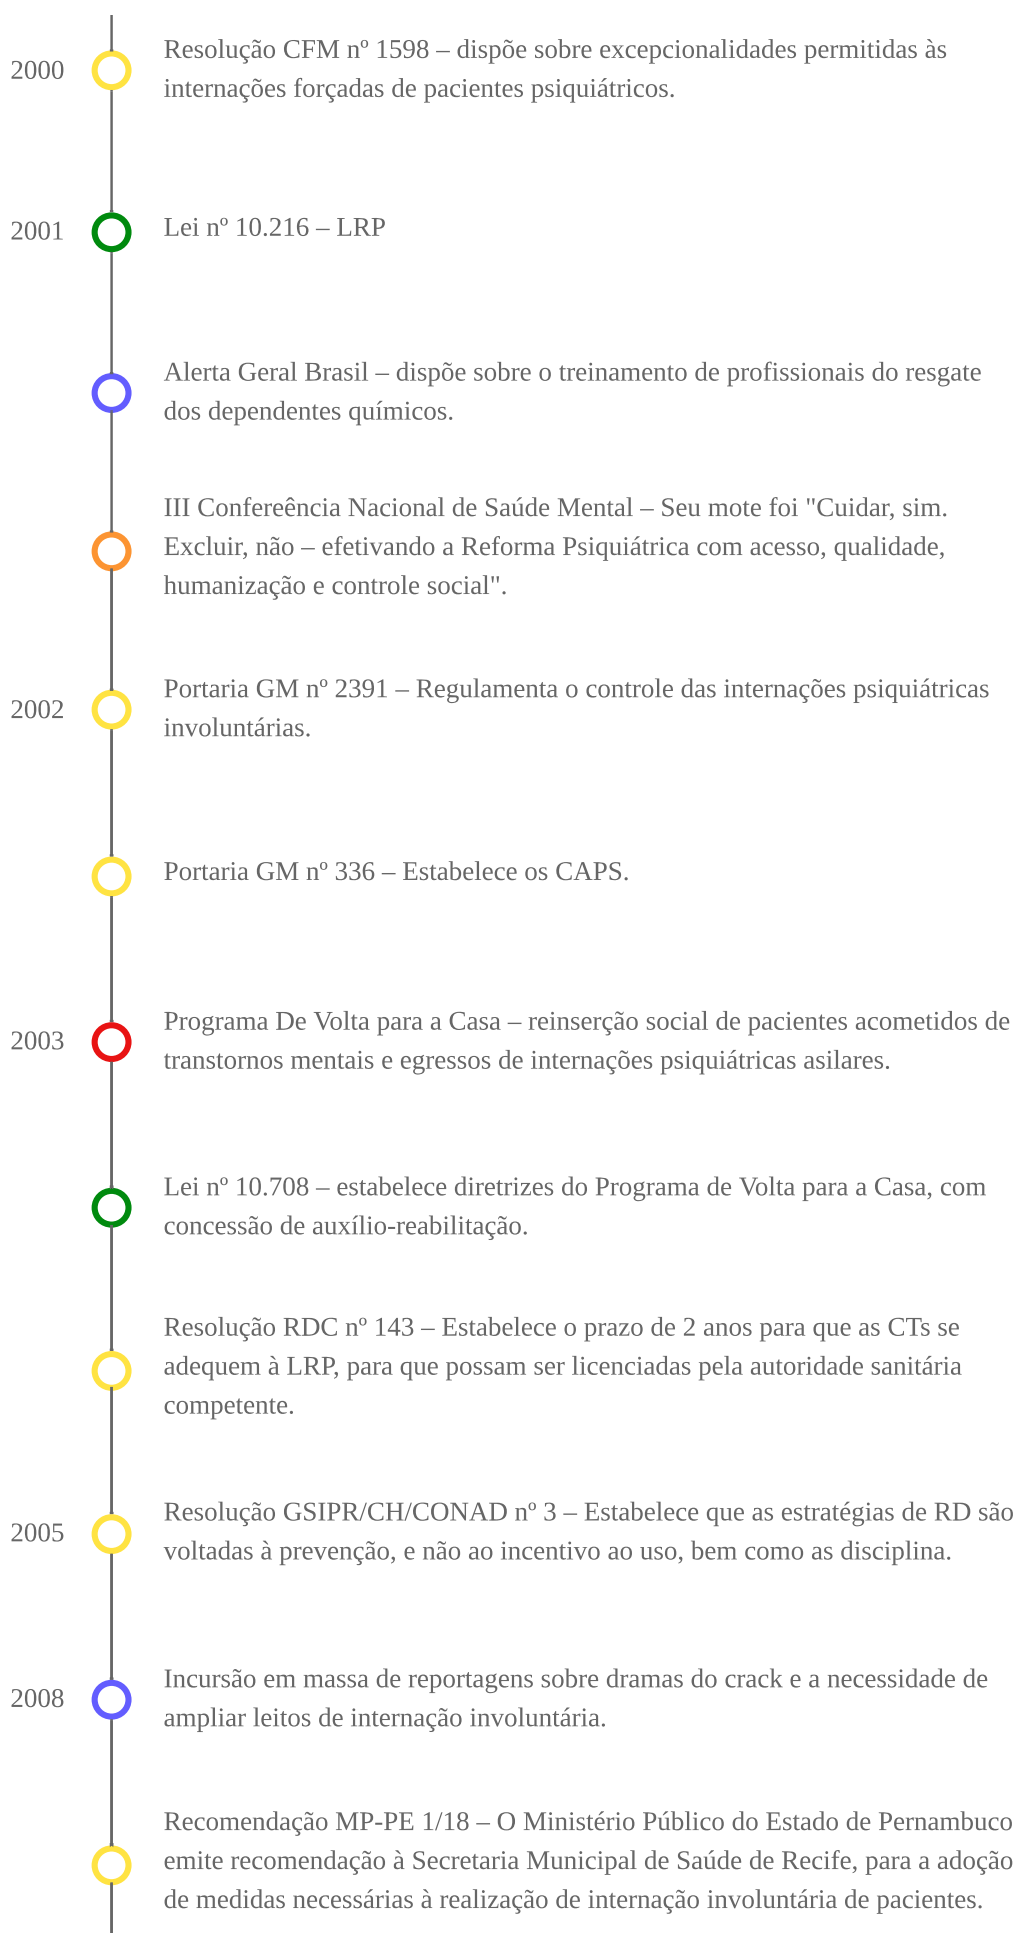 2000
Resolução CFM nº 1598 – dispõe sobre excepcionalidades permitidas às
internações forçadas de pacientes psiquiátricos.
2001
Lei nº 10.216 – LRP
Alerta Geral Brasil – dispõe sobre o treinamento de profissionais do resgate
dos dependentes químicos.
III Confereência Nacional de Saúde Mental – Seu mote foi "Cuidar, sim.
Excluir, não – efetivando a Reforma Psiquiátrica com acesso, qualidade,
humanização e controle social".
2002
Portaria GM nº 2391 – Regulamenta o controle das internações psiquiátricas
involuntárias.
Portaria GM nº 336 – Estabelece os CAPS.
2003
Programa De Volta para a Casa – reinserção social de pacientes acometidos de
transtornos mentais e egressos de internações psiquiátricas asilares.
Lei nº 10.708 – estabelece diretrizes do Programa de Volta para a Casa, com
concessão de auxílio-reabilitação.
Resolução RDC nº 143 – Estabelece o prazo de 2 anos para que as CTs se
adequem à LRP, para que possam ser licenciadas pela autoridade sanitária
competente.
2005
Resolução GSIPR/CH/CONAD nº 3 – Estabelece que as estratégias de RD são
voltadas à prevenção, e não ao incentivo ao uso, bem como as disciplina.
2008
Incursão em massa de reportagens sobre dramas do crack e a necessidade de
ampliar leitos de internação involuntária.
Recomendação MP-PE 1/18 – O Ministério Público do Estado de Pernambuco
emite recomendação à Secretaria Municipal de Saúde de Recife, para a adoção
de medidas necessárias à realização de internação involuntária de pacientes.